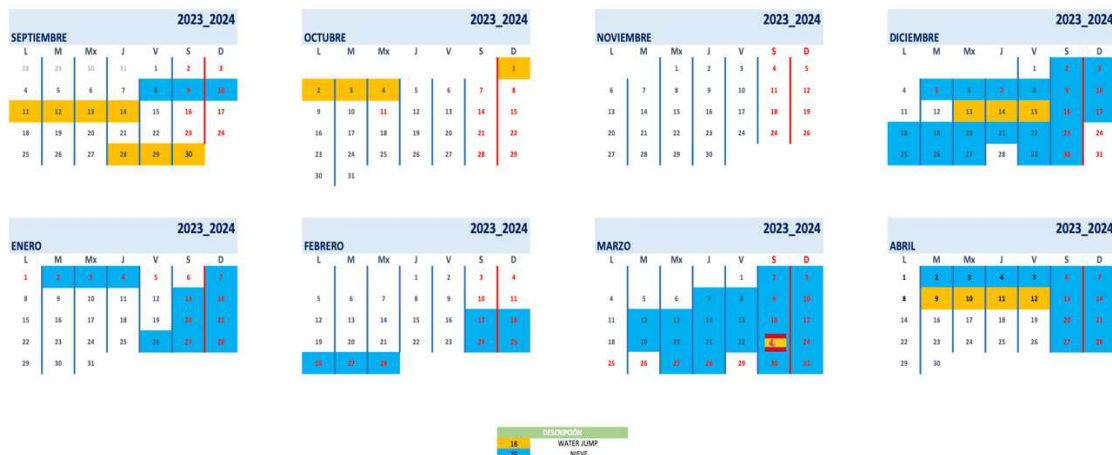 2023_2024
SEPTIEMBRE
L M Mx J V S D
28 29 30 31 1 2 3
4 5 6 7 8 9 10
11 12 13 14 15 16 17
18 19 20 21 22 23 24
25 26 27 28 29 30
2023_2024
OCTUBRE
L M Mx J V S D
1
2 3 4 5 6 7 8
9 10 11 12 13 14 15
16 17 18 19 20 21 22
23 24 25 26 27 28 29
30 31
2023_2024
NOVIEMBRE
L M Mx J V S D
1 2 3 4 5
6 7 8 9 10 11 12
13 14 15 16 17 18 19
20 21 22 23 24 24 26
27 28 29 30
2023_2024
DICIEMBRE
L M Mx J V S D
1 2 3
4 5 6 7 8 9 10
11 12 13 14 15 16 17
18 19 20 21 22 23 24
25 26 27 28 30 31
2023_2024
ENERO
L M Mx J V S D
1 2 3 4 5 6 7
8 9 10 11 12 13 14
15 16 17 18 19 20 21
22 23 24 25 26 27 28
29 30 31
2023_2024
FEBRERO
L M Mx J V S D
1 2 3 4
5 6 7 8 9 10 11
12 13 14 15 16 17 18
19 20 21 22 23 24 25
26 27 29
2023_2024
MARZO
L M Mx J V S D
1 2 3
4 5 6 7 8 9 10
11 12 13 14 15 16 17
18 19 20 21 22 24
25 26 27 28 29 30 31
2023_2024
ABRIL
L M Mx J V S D
1 2 3 4 5 6 7
8 9 10 11 12 13 14
14 16 17 18 19 20 21
22 23 24 25 26 27 28
29 30
DESCRIPCIÓN
18 WATER JUMP
NIEVE